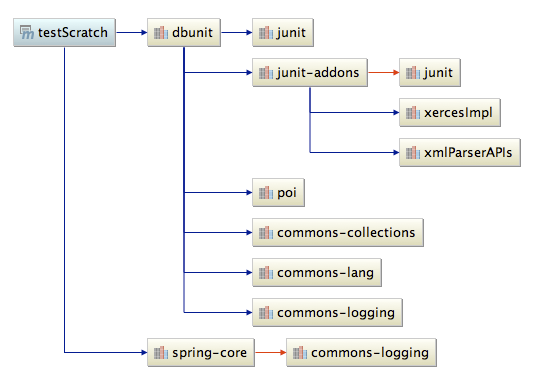 testScratch dbunit junit
junit-addons junit
xercesImpl
xmlParserAPIs
poi
commons-collections
commons-lang
commons-logging
spring-core commons-logging